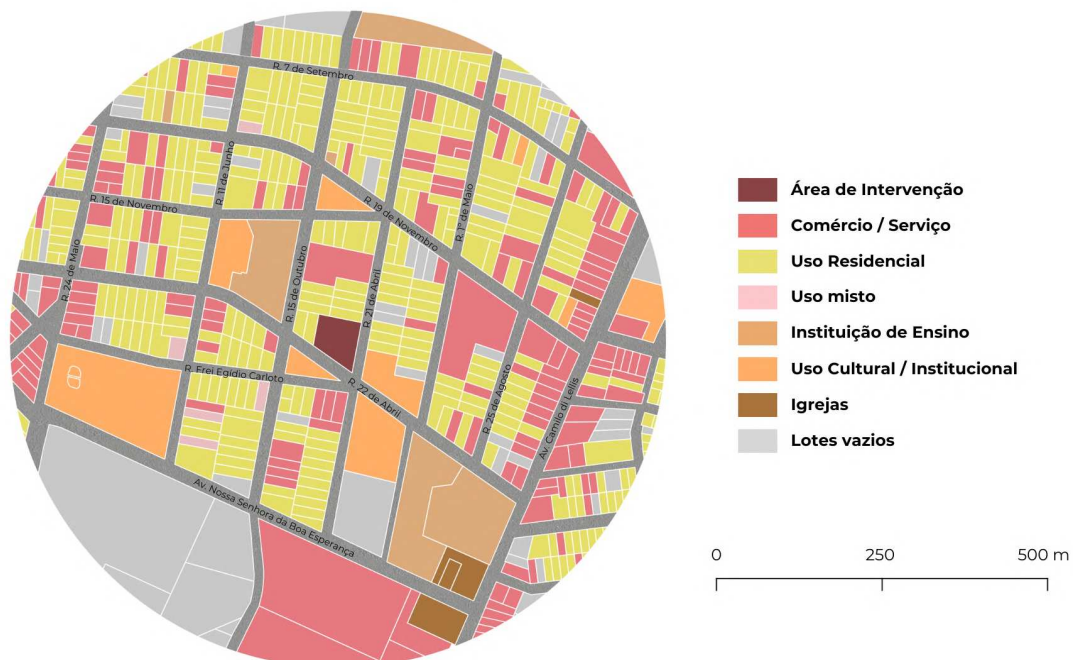 R. 7 de Setembro
R. 11 de Junho
R. 15 de Novembro
R. 19 de Novembro
R. 1º de Maio
R. 24 de Maio
R. 15 de Outubro
R. 21 de Abril
R. Frei Egídio Carloto
R. 22 de Abril
R. 25 de Agosto
Av. Camilo di Lellis
Av. Nossa Senhora da Boa Esperança
Área de Intervenção
Comércio / Serviço
Uso Residencial
Uso misto
Instituição de Ensino
Uso Cultural / Institucional
Igrejas
Lotes vazios
0 250 500 m